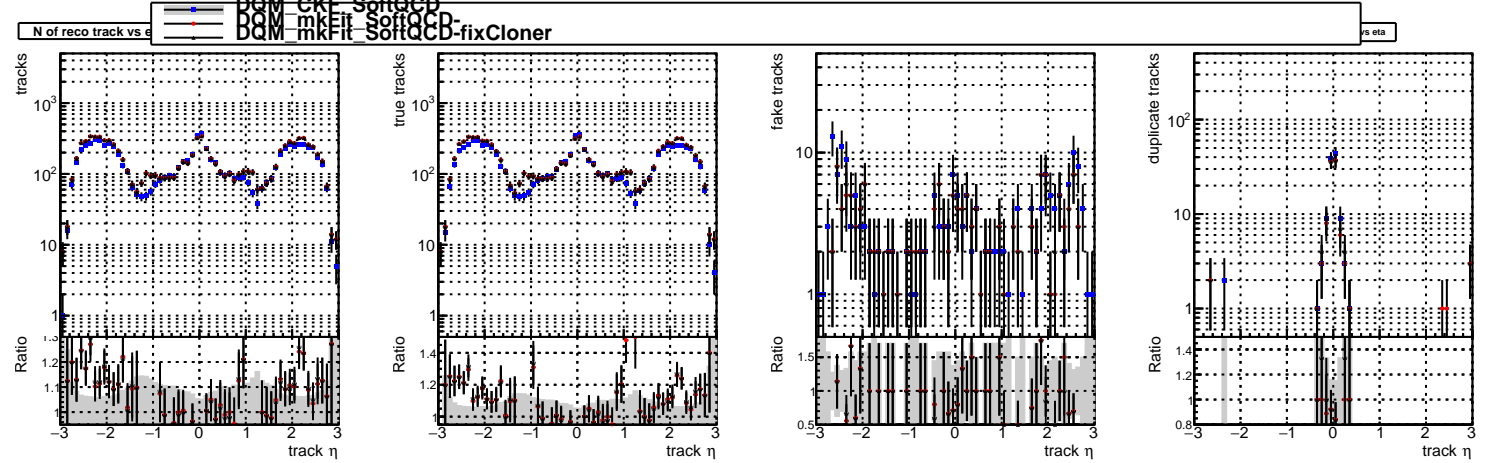 DQM_CKF_SoftQCD
DQM_mkFit_SoftQCD-
DQM_mkFit_SoftQCD-fixCloner
N of reco track vs e
vs eta
tracks
10³
10²
10
1
Ratio
1.3
1.2
1.1
1
−3 −2 −1 0 1 2 3
track η
true tracks
10³
10²
10
1
Ratio
1.4
1.2
1
−3 −2 −1 0 1 2 3
track η
fake tracks
10
1
Ratio
1.5
1
0.5
−3 −2 −1 0 1 2 3
track η
duplicate tracks
10²
10
1
Ratio
1.4
1.2
1
0.8
−3 −2 −1 0 1 2 3
track η